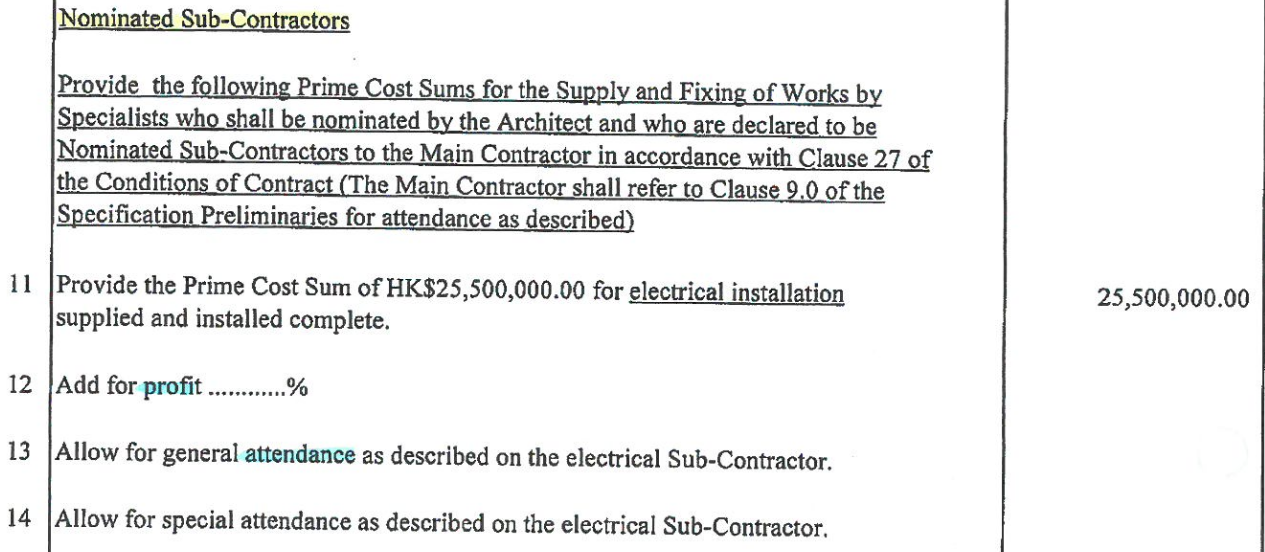 Nominated Sub-Contractors
Provide the following Prime Cost Sums for the Supply and Fixing of Works by
Specialists who shall be nominated by the Architect and who are declared to be
Nominated Sub-Contractors to the Main Contractor in accordance with Clause 27 of
the Conditions of Contract (The Main Contractor shall refer to Clause 9.0 of the
Specification Preliminaries for attendance as described)
11 Provide the Prime Cost Sum of HK$25,500,000.00 for electrical installation 25,500,000.00
supplied and installed complete.
12 Add for profit ............%
13 Allow for general attendance as described on the electrical Sub-Contractor.
14 Allow for special attendance as described on the electrical Sub-Contractor.